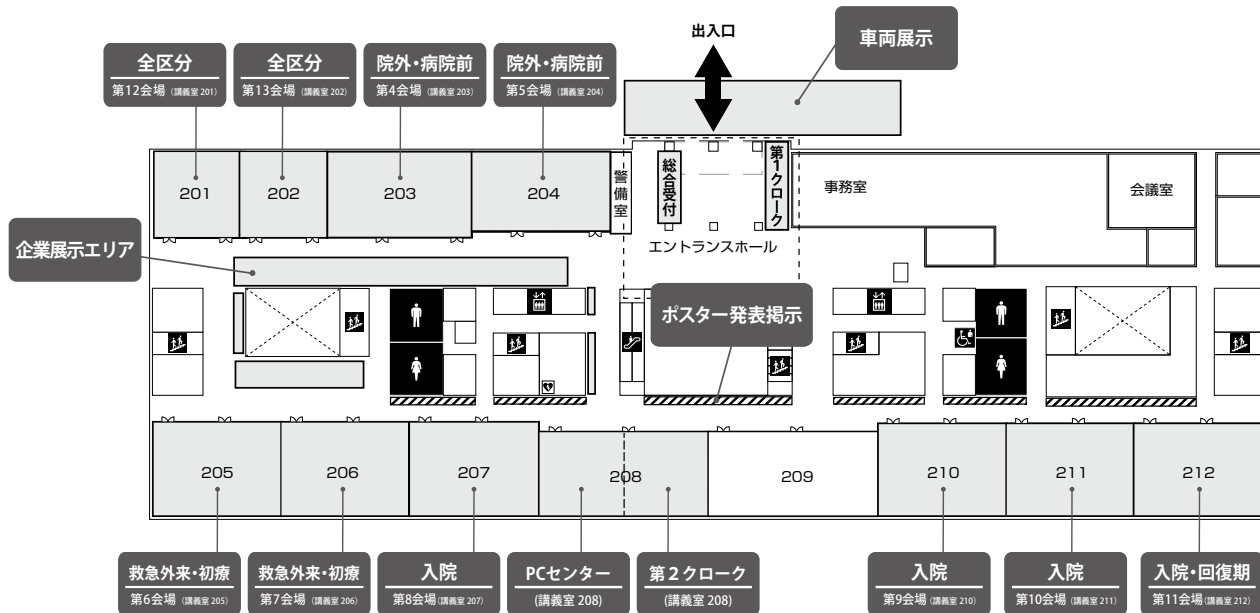 出入口
車両展示
全区分
第12会場（講義室 201）
全区分
第13会場（講義室 202）
院外・病院前
第4会場（講義室 203）
院外・病院前
第5会場（講義室 204）
201
202
203
204
警備室
総合受付
第1クローク
事務室
会議室
エントランスホール
企業展示エリア
ポスター発表掲示
205
206
207
208
209
210
211
212
救急外来・初療
第6会場（講義室 205）
救急外来・初療
第7会場（講義室 206）
入院
第8会場（講義室 207）
PCセンター
(講義室 208)
第2クローク
(講義室 208)
入院
第9会場（講義室 210）
入院
第10会場（講義室 211）
入院・回復期
第11会場（講義室 212）